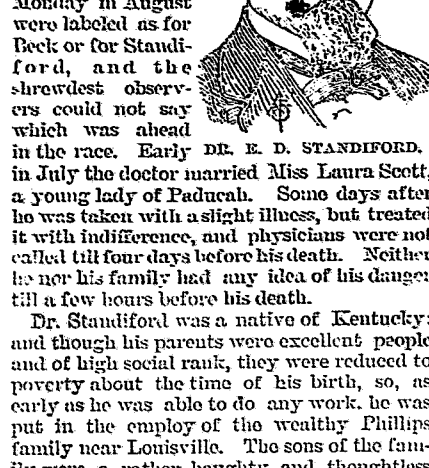 Monday in August
were labeled as for
Beck or for Standi-
ford, and the
shrewdest observ-
ers could not say
which was ahead
in the race. Early
DR. E. D. STANDIFORD.
in July the doctor married Miss Laura Scott,
a young lady of Paducah. Some days after
he was taken with a slight illness, but treated
it with indifference, and physicians were not
called till four days before his death. Neither
he nor his family had any idea of his danger
till a few hours before his death.
Dr. Standiford was a native of Kentucky;
and though his parents were excellent people
and of high social rank, they were reduced to
poverty about the time of his birth, so, as
early as he was able to do any work, he was
put in the employ of the wealthy Phillips
family near Louisville. The sons of the fam-
ily were a rather haughty and thoughtless